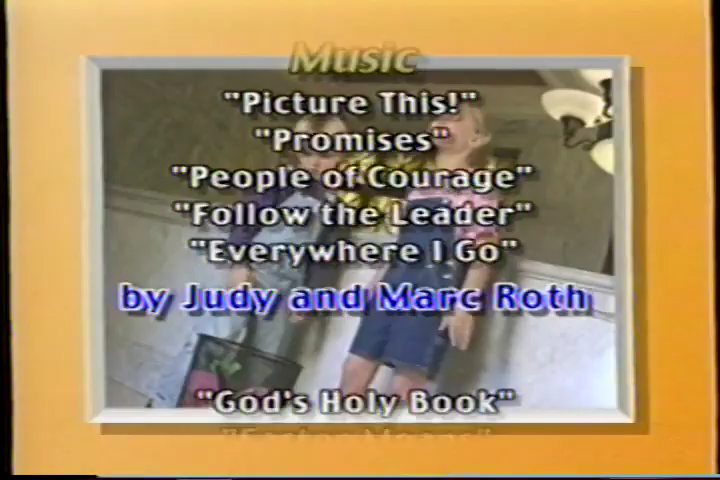 Music
"Picture This!"
"Promises"
"People of Courage"
"Follow the Leader"
"Everywhere I Go"
by Judy and Marc Roth
"God's Holy Book"